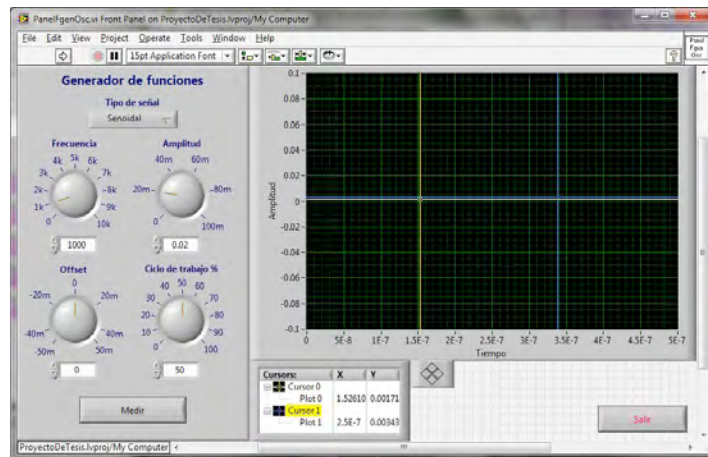 PanelFgenOsc.vi Front Panel on ProyectoDeTesis.lvproj/My Computer
File Edit View Project Operate Tools Window Help
15pt Application Font
Panel
Fgen
Osc
Generador de funciones
Tipo de señal
Senoidal
Frecuencia
0 1k 2k 3k 4k 5k 6k 7k 8k 9k 10k
1000
Amplitud
0 20m 40m 60m 80m 100m
0.02
Offset
-50m -40m -20m 0 20m 40m 50m
0
Ciclo de trabajo %
0 10 20 30 40 50 60 70 80 90 100
50
Medir
Amplitud
0.1
0.08
0.06
0.04
0.02
0
-0.02
-0.04
-0.06
-0.08
-0.1
0 5E-8 1E-7 1.5E-7 2E-7 2.5E-7 3E-7 3.5E-7 4E-7 4.5E-7 5E-7
Tiempo
Cursors: X Y
Cursor 0
Plot 0 1.52610 0.00171
Cursor 1
Plot 1 2.5E-7 0.00343
Salir
ProyectoDeTesis.lvproj/My Computer